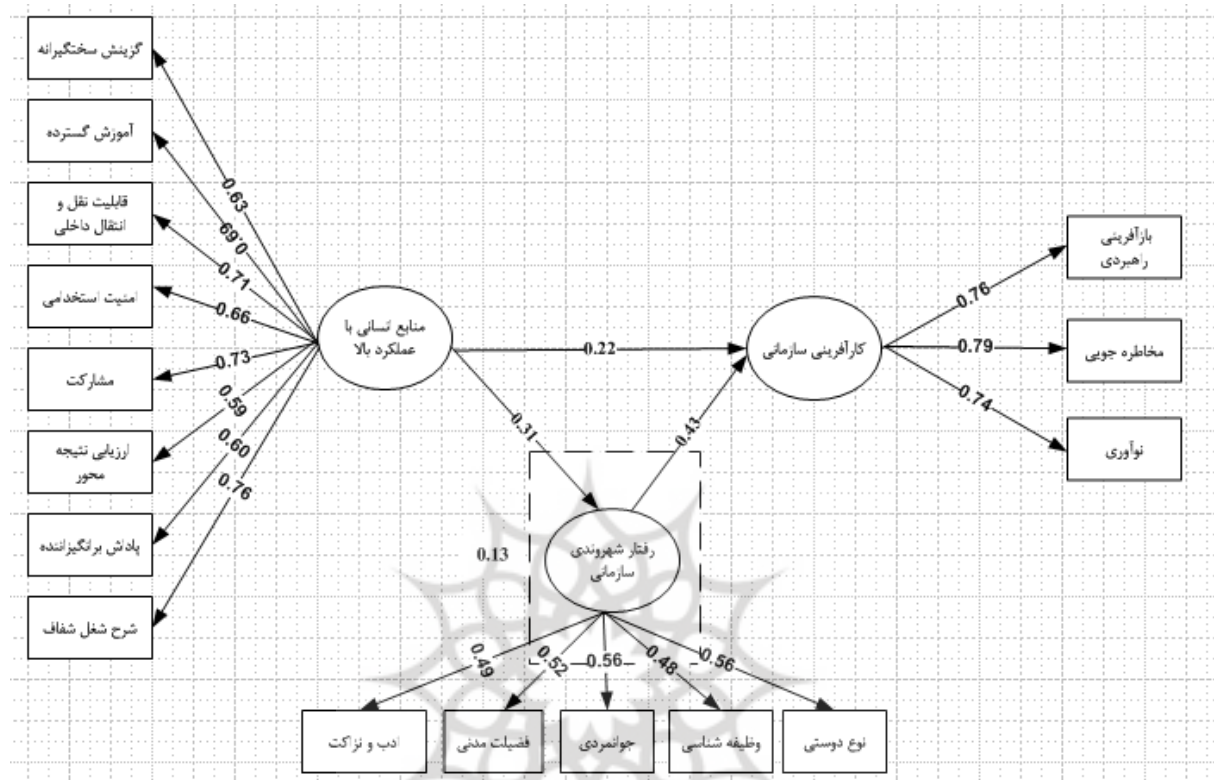 گزینش سختگیرانه
آموزش گسترده
قابلیت نقل و
انتقال داخلی
امنیت استخدامی
مشارکت
ارزیابی نتیجه
محور
پاداش برانگیزاننده
شرح شغل شفاف
0.63
0.69
0.71
0.66
0.73
0.59
0.60
0.76
منابع نسانی با
عملکرد بالا
0.22
0.31
0.43
کارآفرینی سازمانی
0.76
0.79
0.74
بازآفرینی
راهبردی
مخاطره جویی
نوآوری
رفتار شهروندی
سازمانی
0.13
0.49
0.52
0.56
0.48
0.56
ادب و نزاکت
فضیلت مدنی
جوانمردی
وظیفه شناسی
نوع دوستی